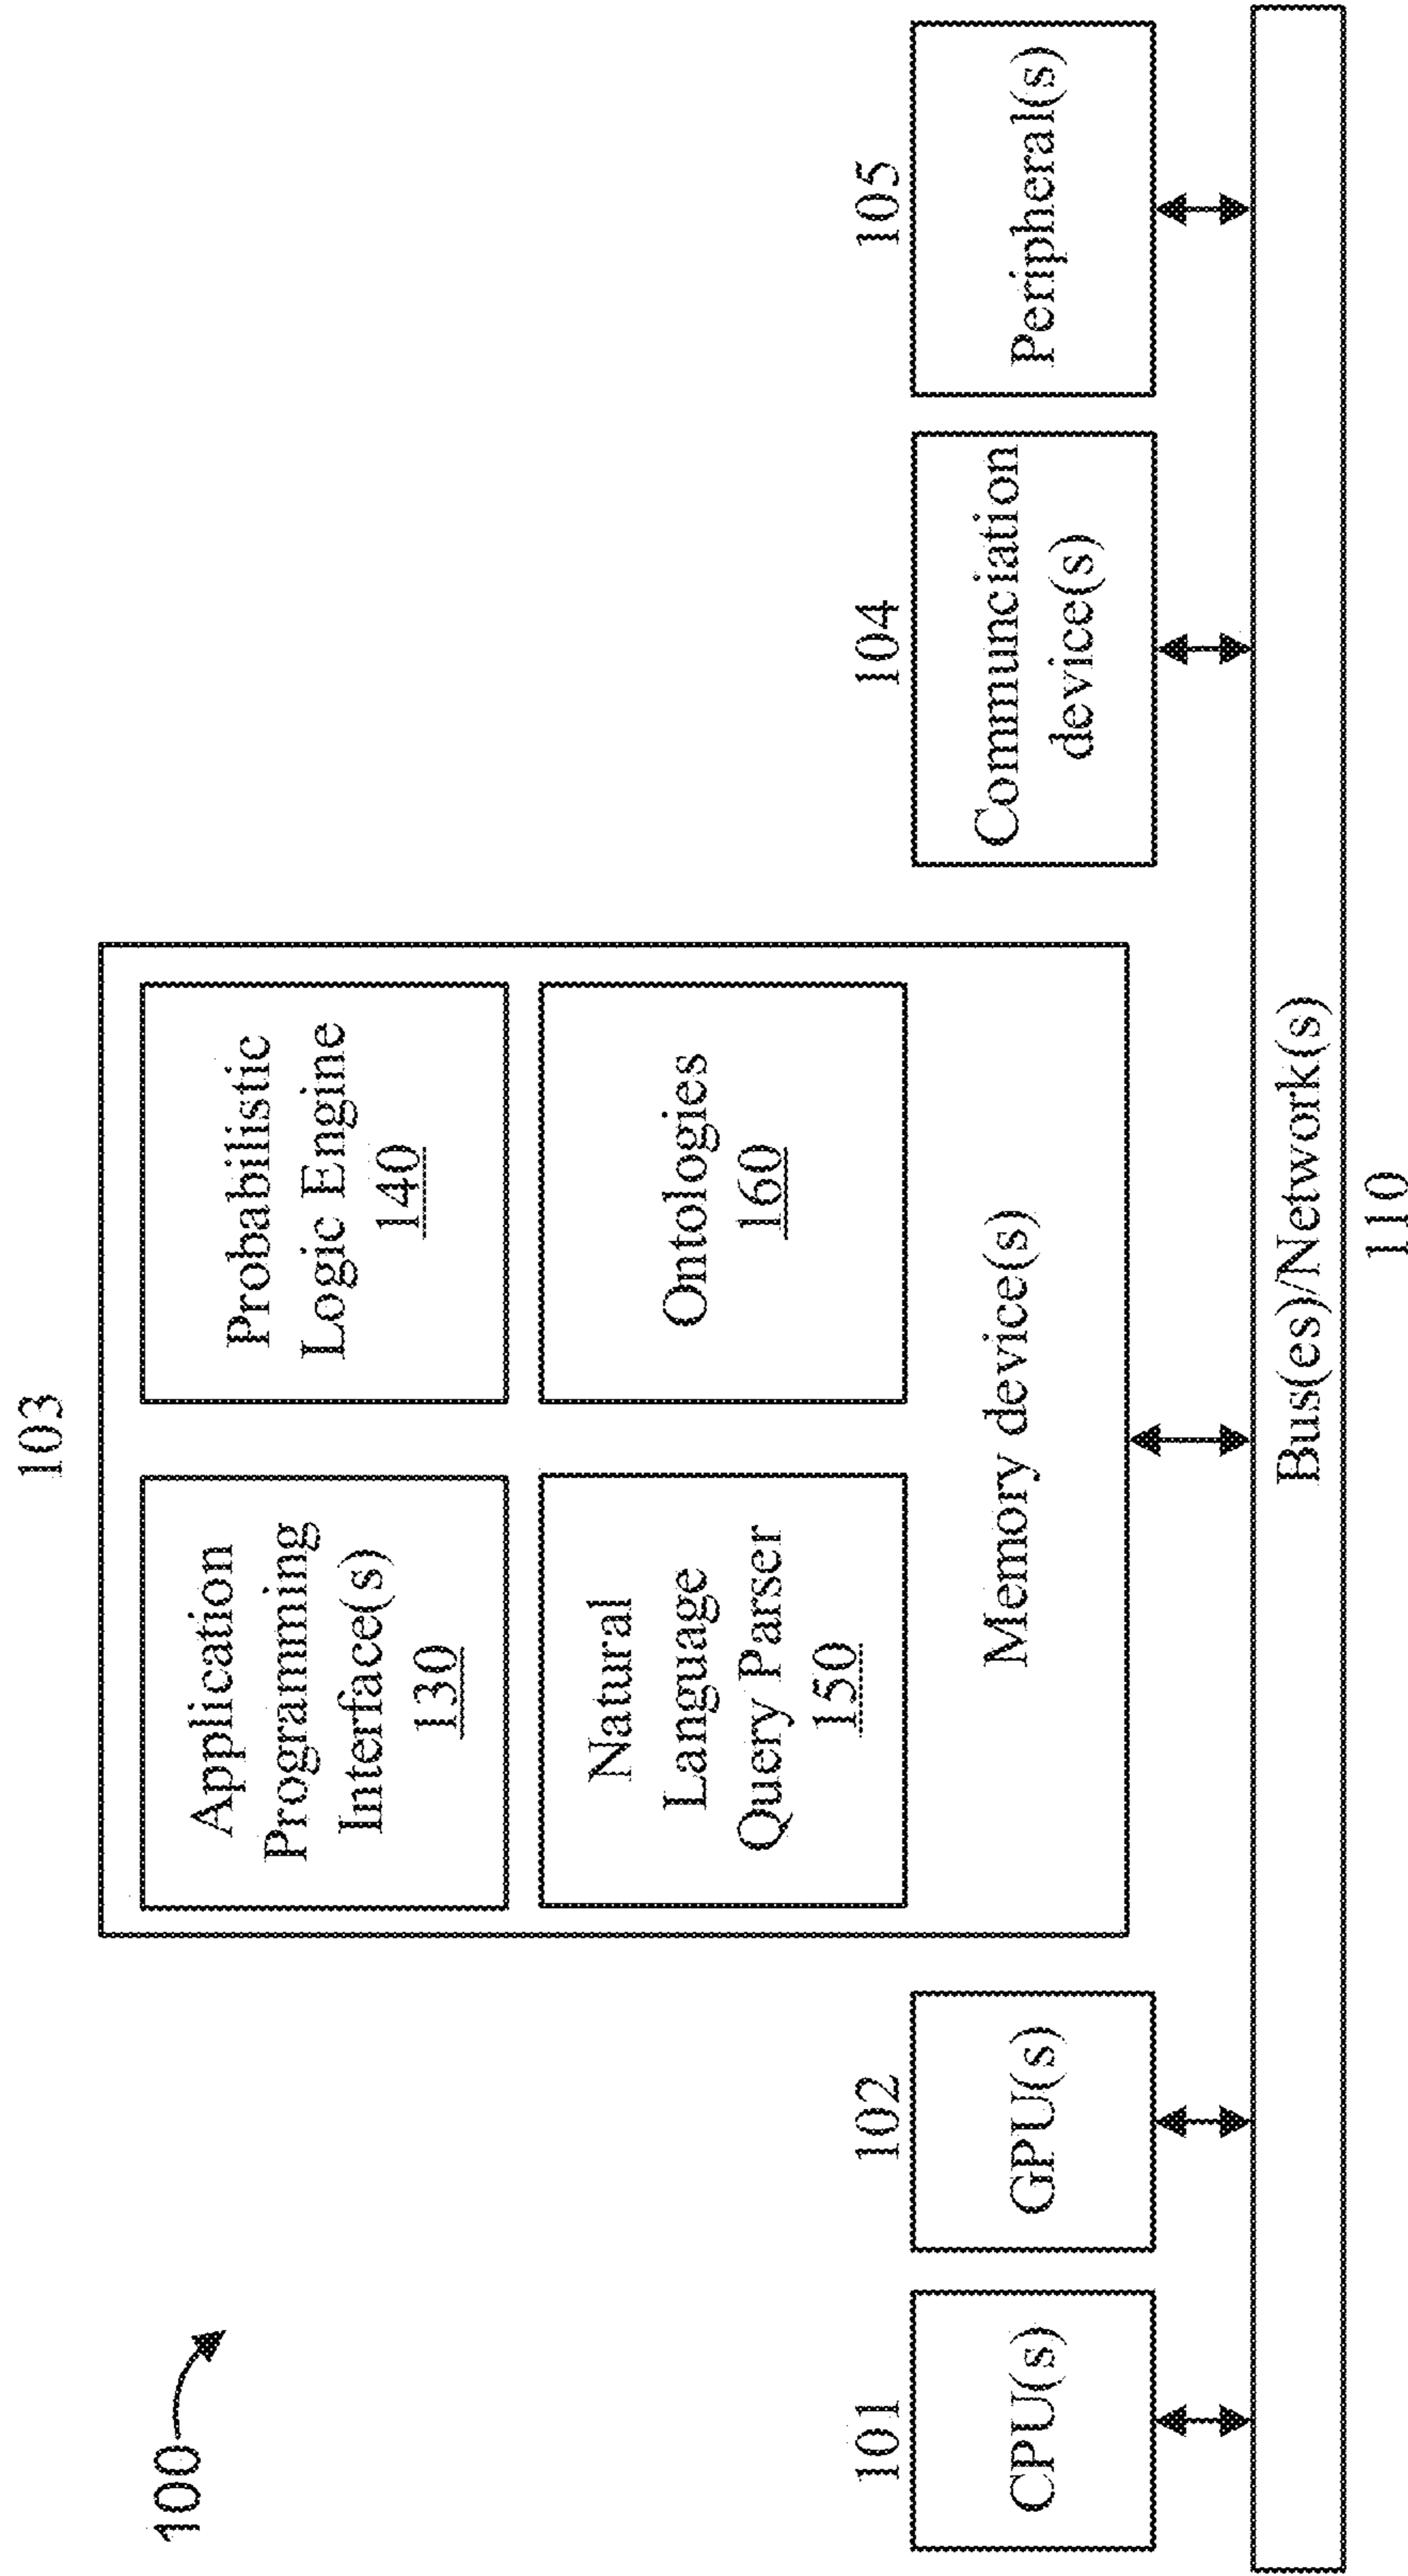 100
103
Application
Programming
Interface(s)
130
Probabilistic
Logic Engine
140
Natural
Language
Query Parser
150
Ontologies
160
Memory device(s)
101
CPU(s)
102
GPU(s)
104
Communciation
device(s)
105
Peripheral(s)
Bus(es)/Network(s)
110